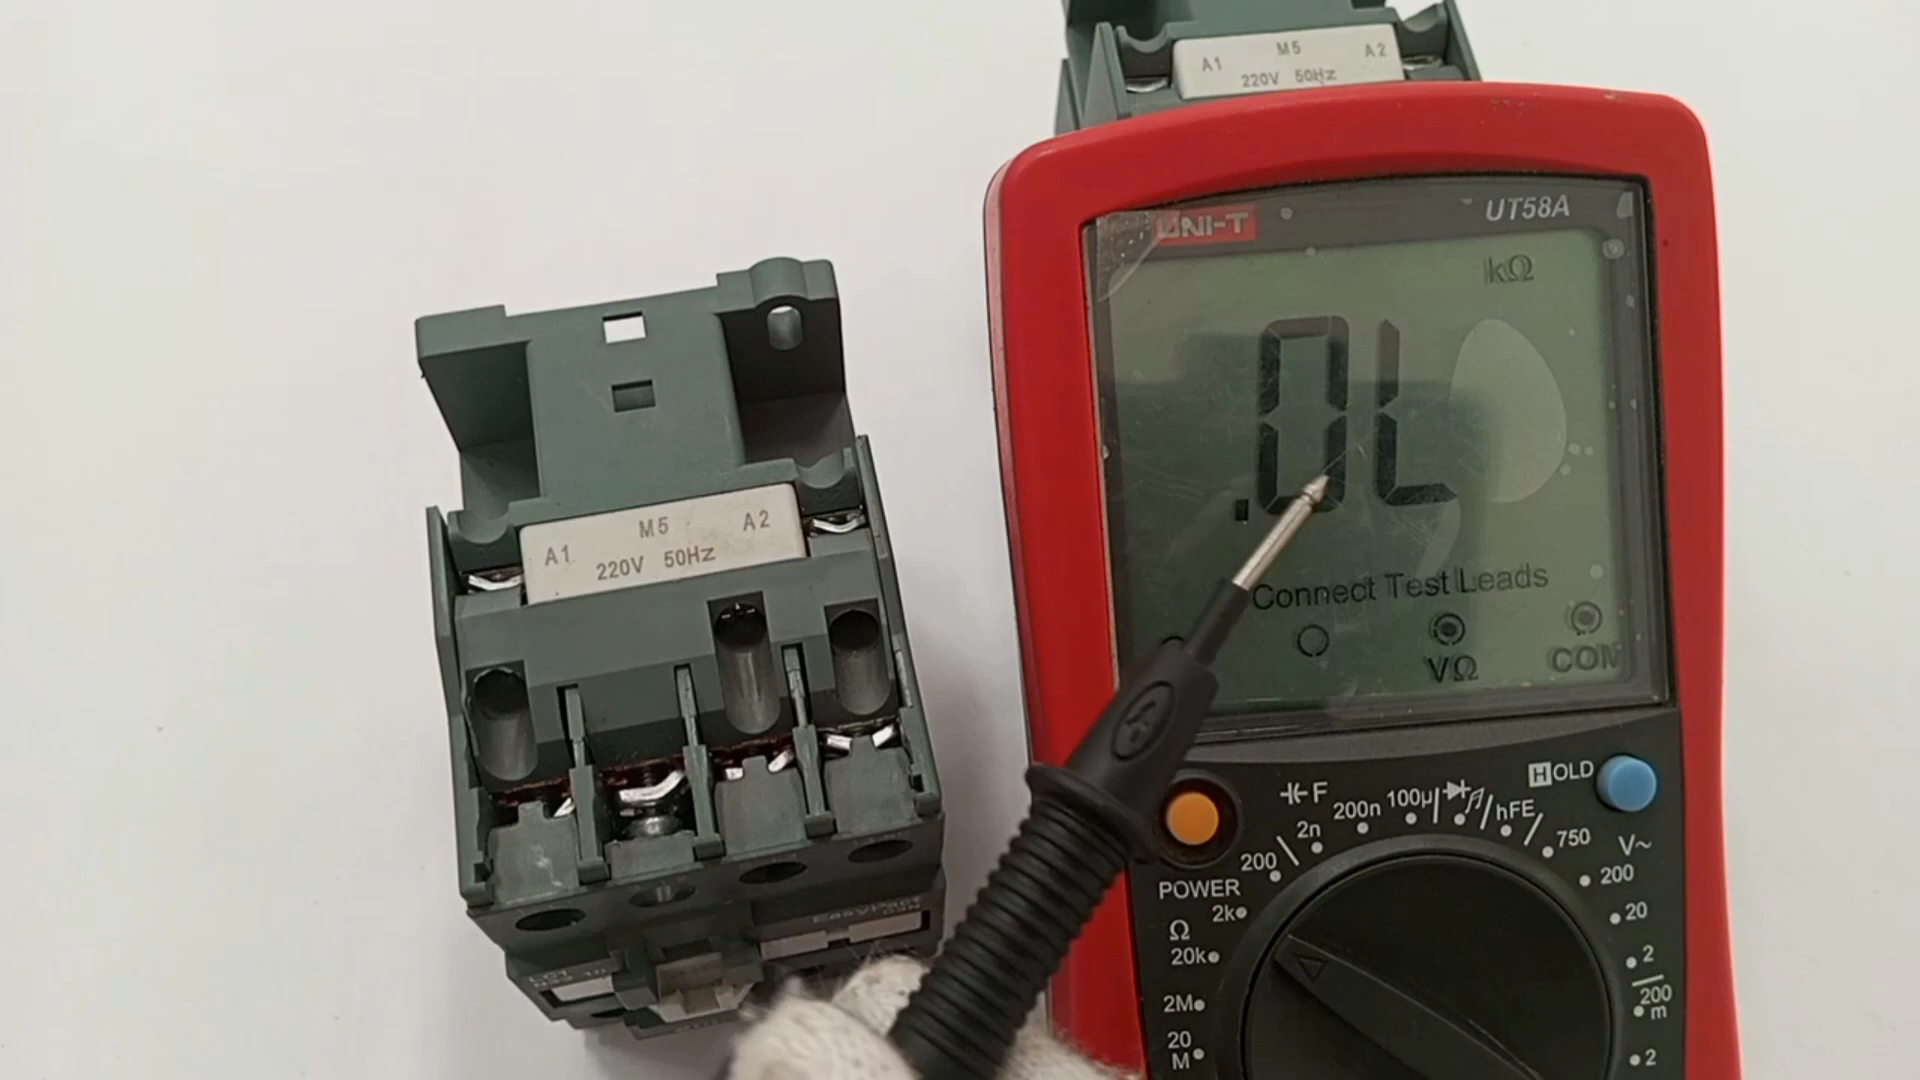 A1 M5 A2
220V 50Hz
UNI-T UT58A
kΩ
.0L
Connect Test Leads
VΩ COM
A1 M5 A2
220V 50Hz
HOLD
F 200n 100µ hFE
2n 750
200 V~
200
POWER
2k 20
Ω
20k 2
2M 200
m
20
M 2
EasyPact